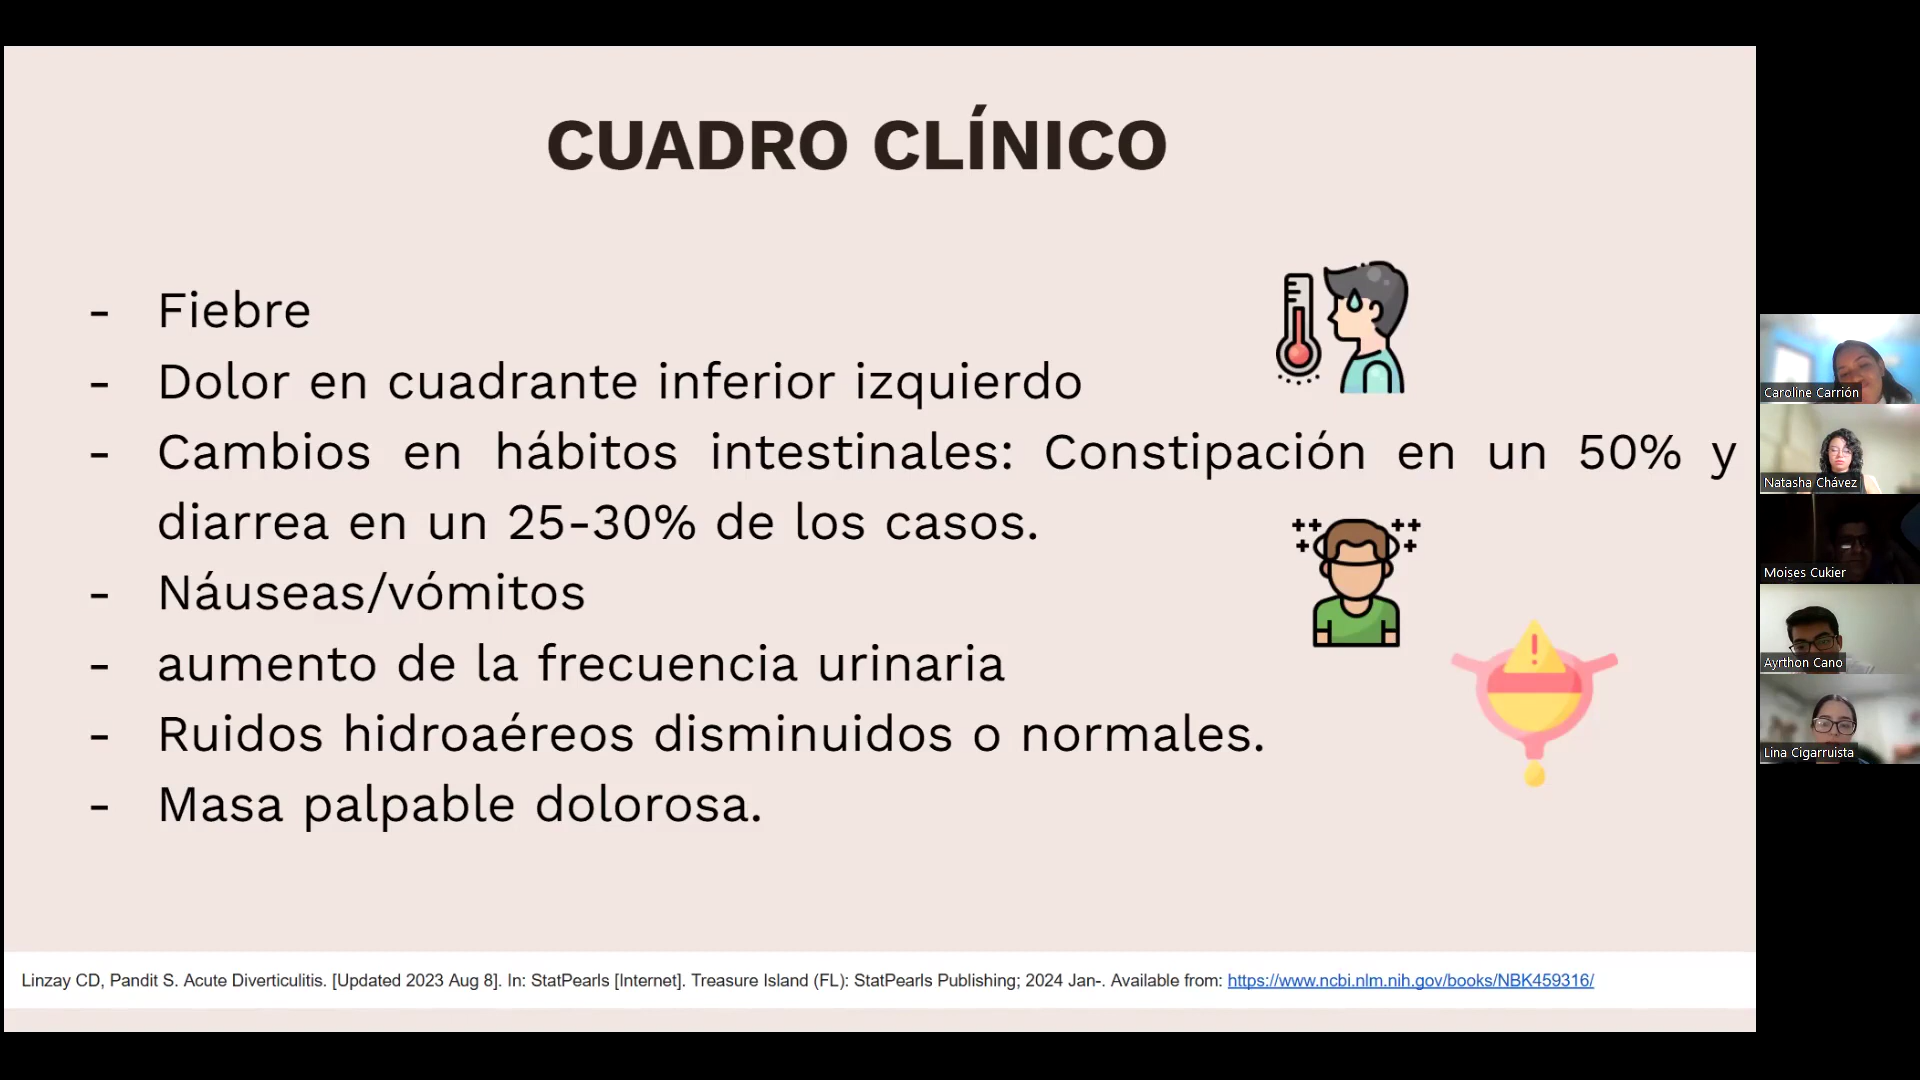 CUADRO CLÍNICO
- Fiebre
- Dolor en cuadrante inferior izquierdo
- Cambios en hábitos intestinales: Constipación en un 50% y
diarrea en un 25-30% de los casos.
- Náuseas/vómitos
- aumento de la frecuencia urinaria
- Ruidos hidroaéreos disminuidos o normales.
- Masa palpable dolorosa.
Linzay CD, Pandit S. Acute Diverticulitis. [Updated 2023 Aug 8]. In: StatPearls [Internet]. Treasure Island (FL): StatPearls Publishing; 2024 Jan-. Available from: https://www.ncbi.nlm.nih.gov/books/NBK459316/
Caroline Carrión
Natasha Chávez
Moises Cukier
Ayrthon Cano
Lina Cigarruista